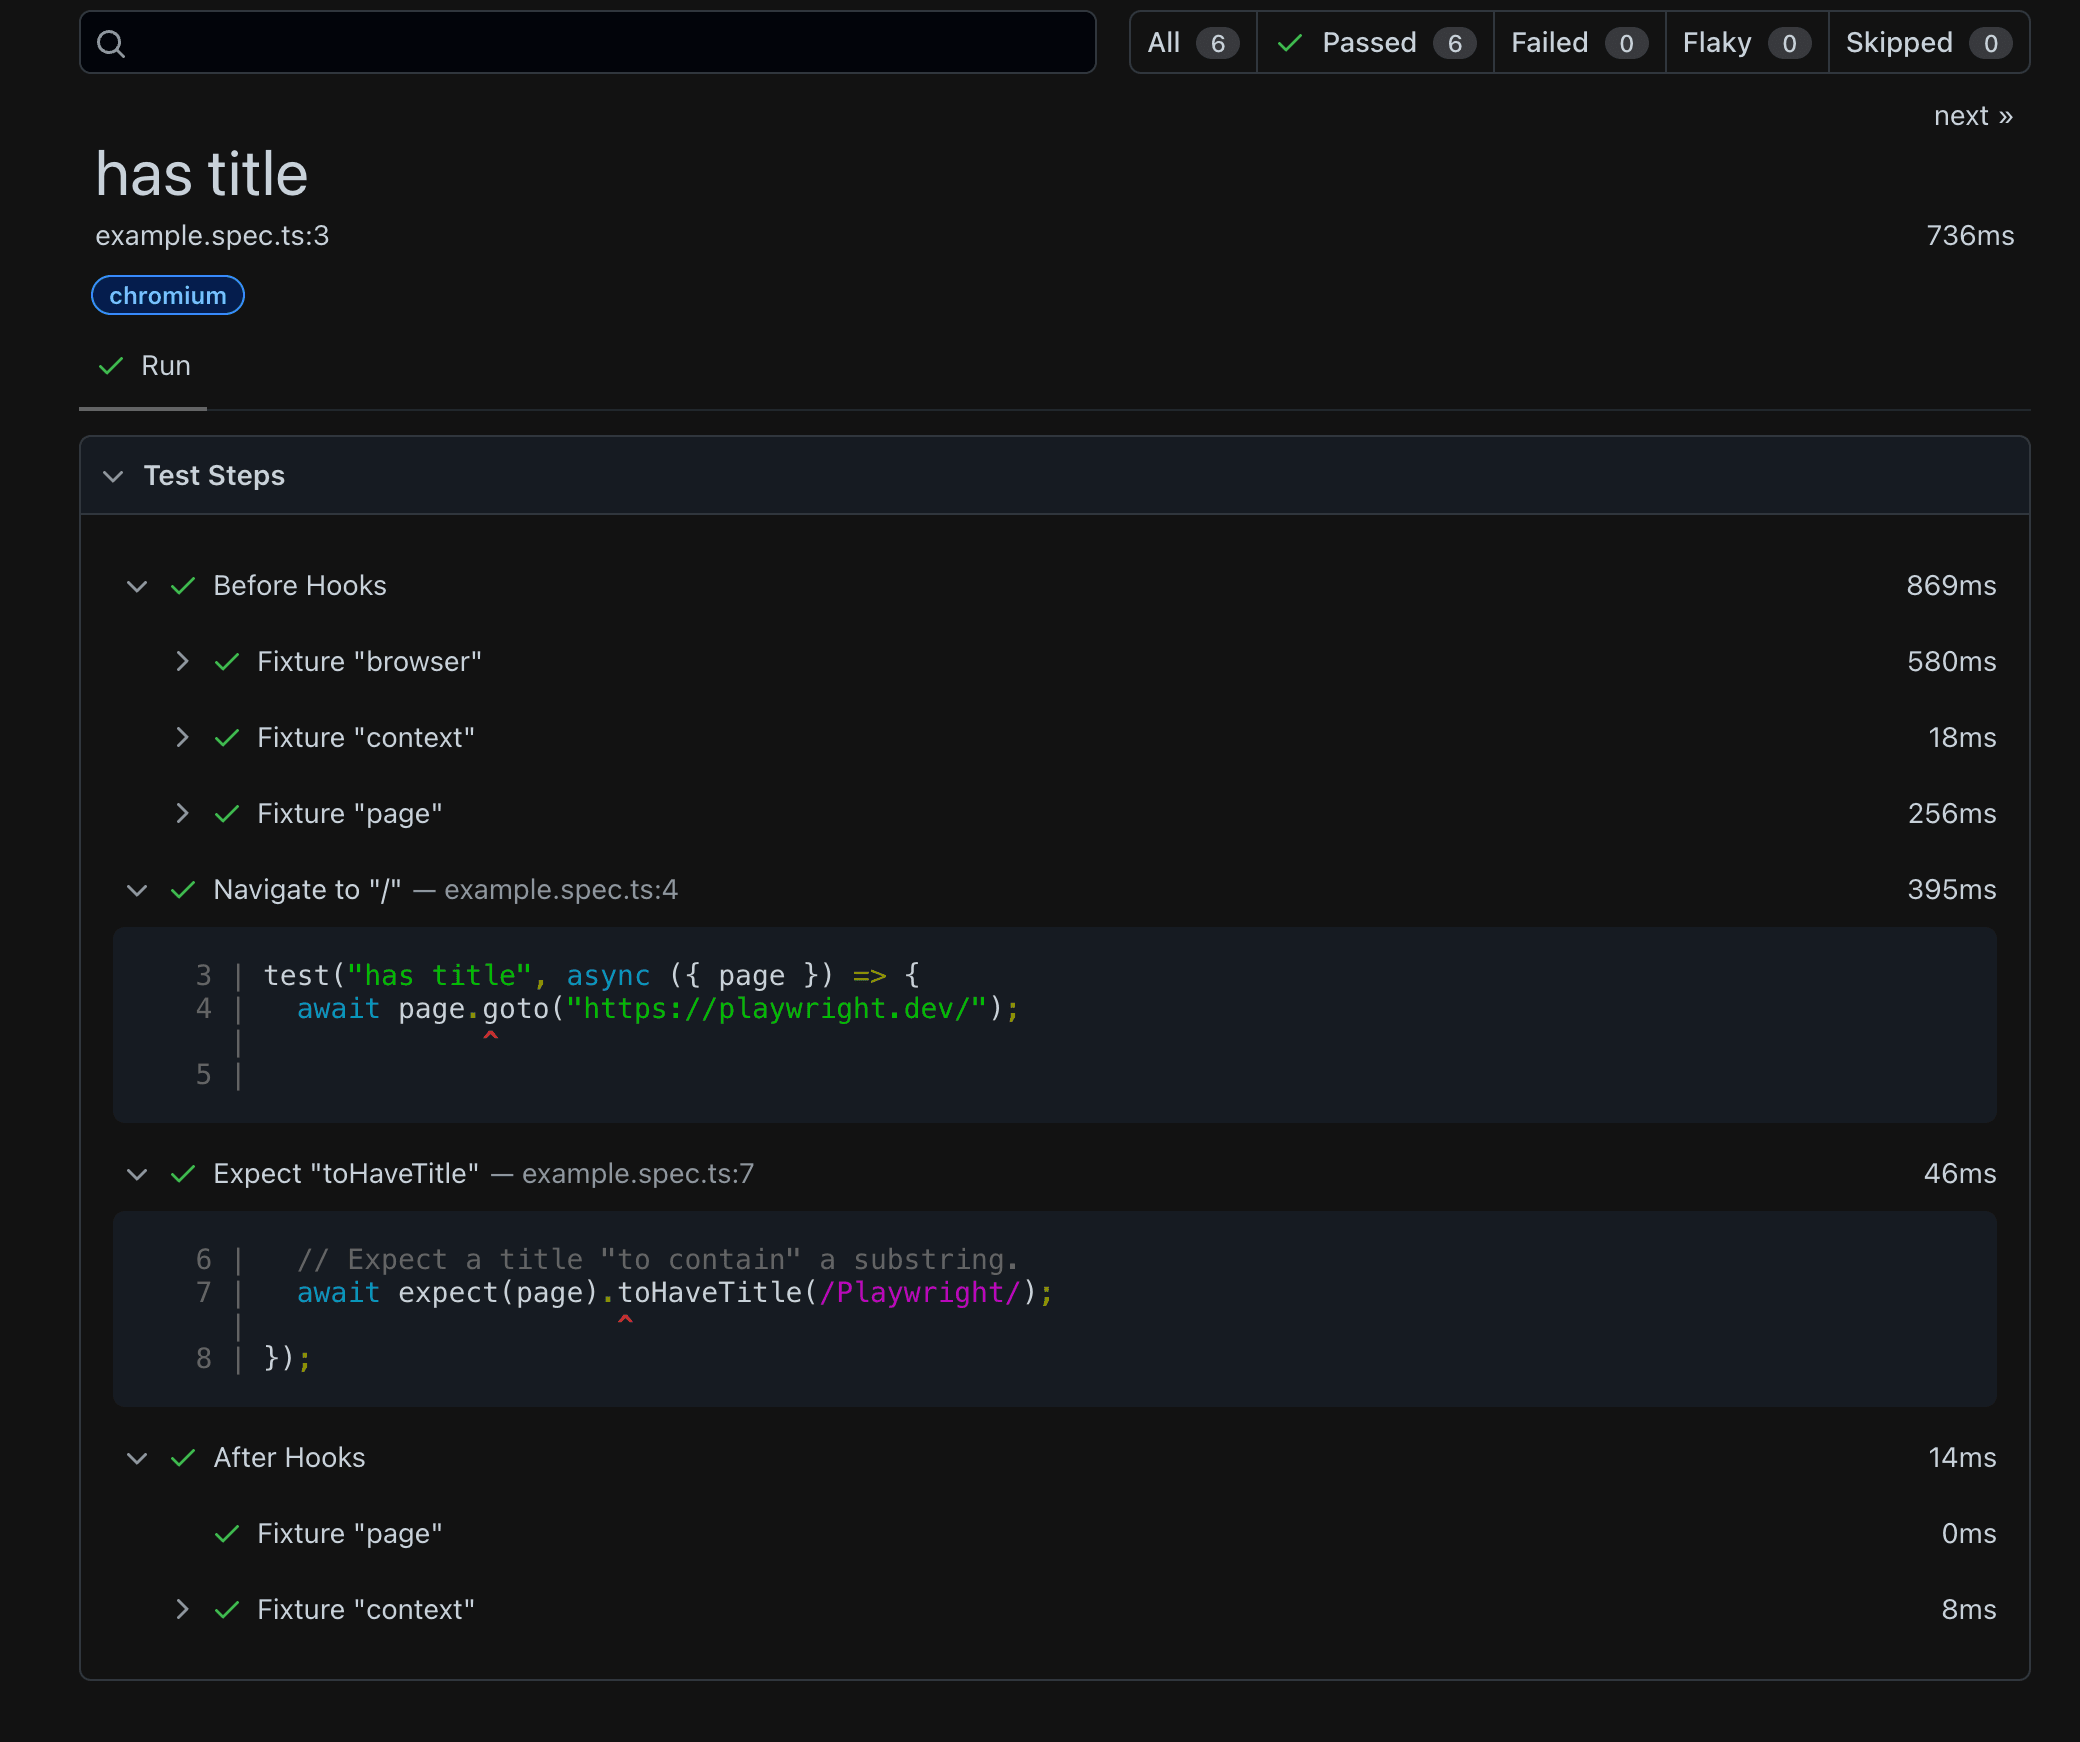 All 6 Passed 6 Failed 0 Flaky 0 Skipped 0
next »
has title
example.spec.ts:3 736ms
chromium
Run
Test Steps
Before Hooks 869ms
Fixture "browser" 580ms
Fixture "context" 18ms
Fixture "page" 256ms
Navigate to "/" — example.spec.ts:4 395ms
3 | test("has title", async ({ page }) => {
4 |   await page.goto("https://playwright.dev/");
|              ^
5 |
Expect "toHaveTitle" — example.spec.ts:7 46ms
6 |   // Expect a title "to contain" a substring.
7 |   await expect(page).toHaveTitle(/Playwright/);
|                      ^
8 | });
After Hooks 14ms
Fixture "page" 0ms
Fixture "context" 8ms